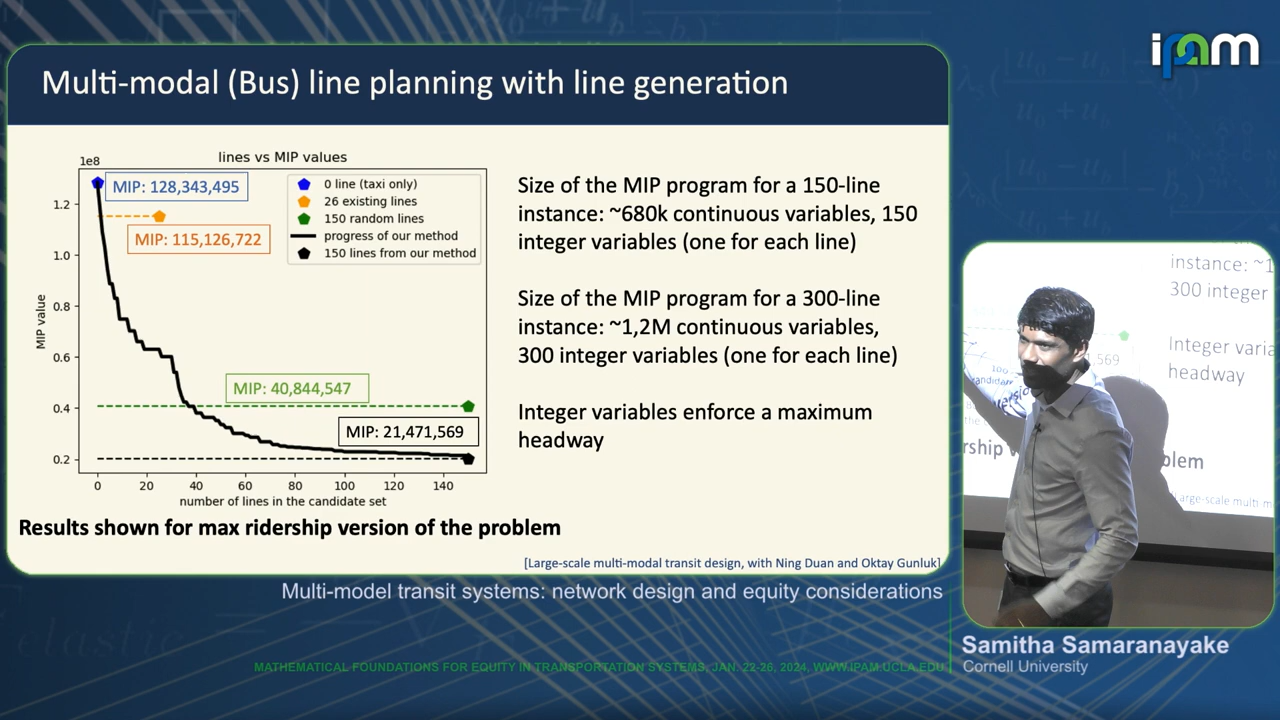 ipam
Multi-modal (Bus) line planning with line generation
lines vs MIP values
1e8
MIP: 128,343,495
0 line (taxi only)
26 existing lines
150 random lines
progress of our method
150 lines from our method
MIP: 115,126,722
MIP: 40,844,547
MIP: 21,471,569
MIP value
1.2
1.0
0.8
0.6
0.4
0.2
0 20 40 60 80 100 120 140
number of lines in the candidate set
Results shown for max ridership version of the problem
Size of the MIP program for a 150-line
instance: ~680k continuous variables, 150
integer variables (one for each line)
Size of the MIP program for a 300-line
instance: ~1,2M continuous variables,
300 integer variables (one for each line)
Integer variables enforce a maximum
headway
[Large-scale multi-modal transit design, with Ning Duan and Oktay Gunluk]
instance: ~1
300 integer
Integer varia
headway
,569
rship
blem
Large-scale multi m
Multi-model transit systems: network design and equity considerations
Samitha Samaranayake
Cornell University
MATHEMATICAL FOUNDATIONS FOR EQUITY IN TRANSPORTATION SYSTEMS, JAN. 22-26, 2024, WWW.IPAM.UCLA.EDU
elastic